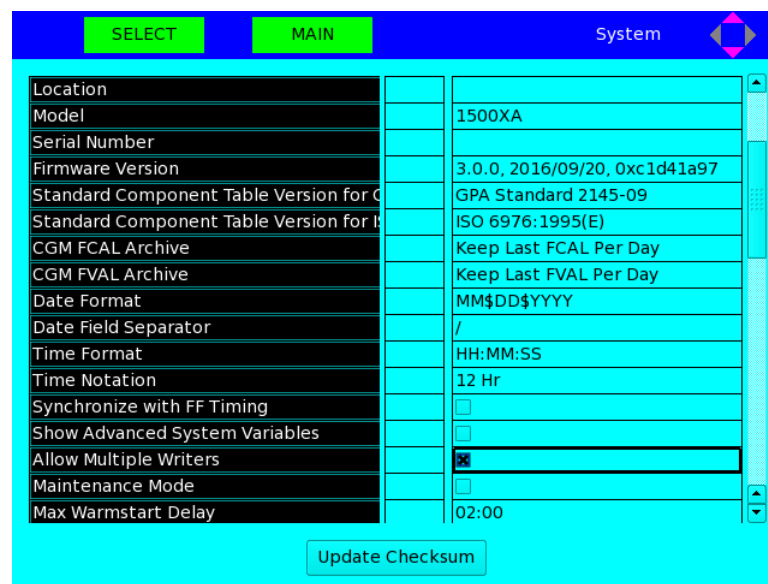 SELECT MAIN System
Location
Model 1500XA
Serial Number
Firmware Version 3.0.0, 2016/09/20, 0xc1d41a97
Standard Component Table Version for GPA Standard 2145-09
Standard Component Table Version for ISO 6976:1995(E)
CGM FCAL Archive Keep Last FCAL Per Day
CGM FVAL Archive Keep Last FVAL Per Day
Date Format MM$DD$YYYY
Date Field Separator /
Time Format HH:MM:SS
Time Notation 12 Hr
Synchronize with FF Timing
Show Advanced System Variables
Allow Multiple Writers
Maintenance Mode
Max Warmstart Delay 02:00
Update Checksum